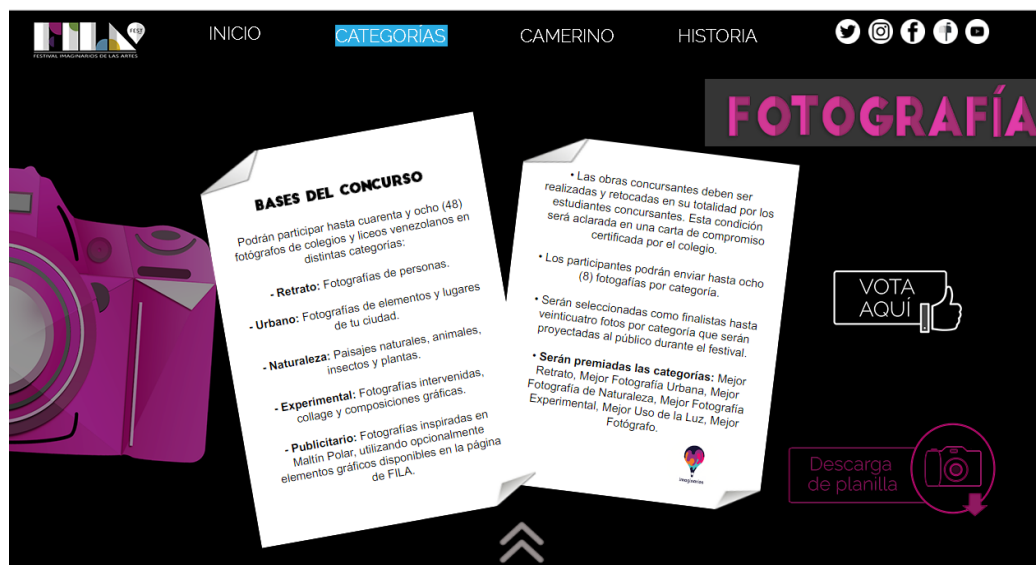 FILA
FEST
FESTIVAL IMAGINARIOS DE LAS ARTES
INICIO
CATEGORÍAS
CAMERINO
HISTORIA
FOTOGRAFÍA
BASES DEL CONCURSO
Podrán participar hasta cuarenta y ocho (48)
fotógrafos de colegios y liceos venezolanos en
distintas categorías:
- Retrato: Fotografías de personas.
- Urbano: Fotografías de elementos y lugares
de tu ciudad.
- Naturaleza: Paisajes naturales, animales,
insectos y plantas.
- Experimental: Fotografías intervenidas,
collage y composiciones gráficas.
- Publicitario: Fotografías inspiradas en
Maltín Polar, utilizando opcionalmente
elementos gráficos disponibles en la página
de FILA.
• Las obras concursantes deben ser
realizadas y retocadas en su totalidad por los
estudiantes concursantes. Esta condición
será aclarada en una carta de compromiso
certificada por el colegio.
• Los participantes podrán enviar hasta ocho
(8) fotogafías por categoría.
• Serán seleccionadas como finalistas hasta
veinticuatro fotos por categoría que serán
proyectadas al público durante el festival.
• Serán premiadas las categorías: Mejor
Retrato, Mejor Fotografía Urbana, Mejor
Fotografía de Naturaleza, Mejor Fotografía
Experimental, Mejor Uso de la Luz, Mejor
Fotógrafo.
imaginarios
VOTA
AQUÍ
Descarga
de planilla